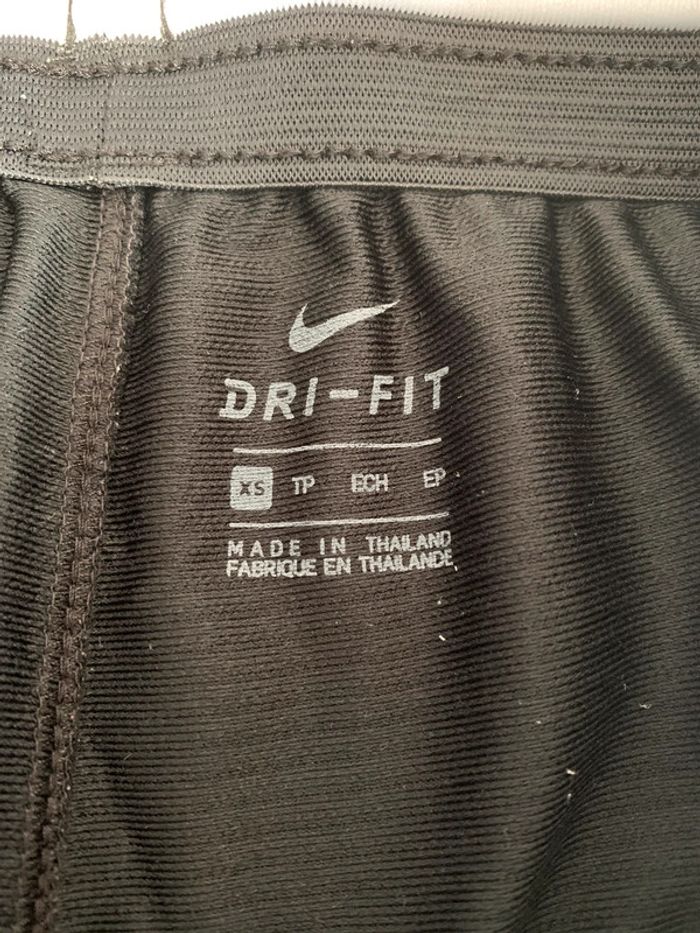 DRI-FIT
XS TP ECH EP
MADE IN THAILAND
FABRIQUE EN THAILANDE